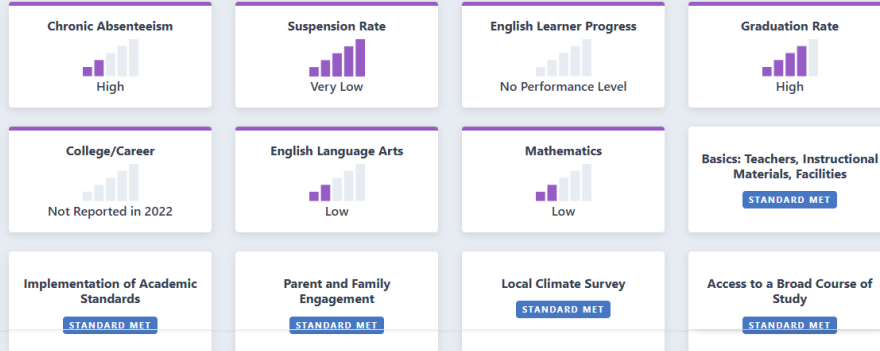 Chronic Absenteeism
High
Suspension Rate
Very Low
English Learner Progress
No Performance Level
Graduation Rate
High
College/Career
Not Reported in 2022
English Language Arts
Low
Mathematics
Low
Basics: Teachers, Instructional
Materials, Facilities
STANDARD MET
Implementation of Academic
Standards
STANDARD MET
Parent and Family
Engagement
STANDARD MET
Local Climate Survey
STANDARD MET
Access to a Broad Course of
Study
STANDARD MET